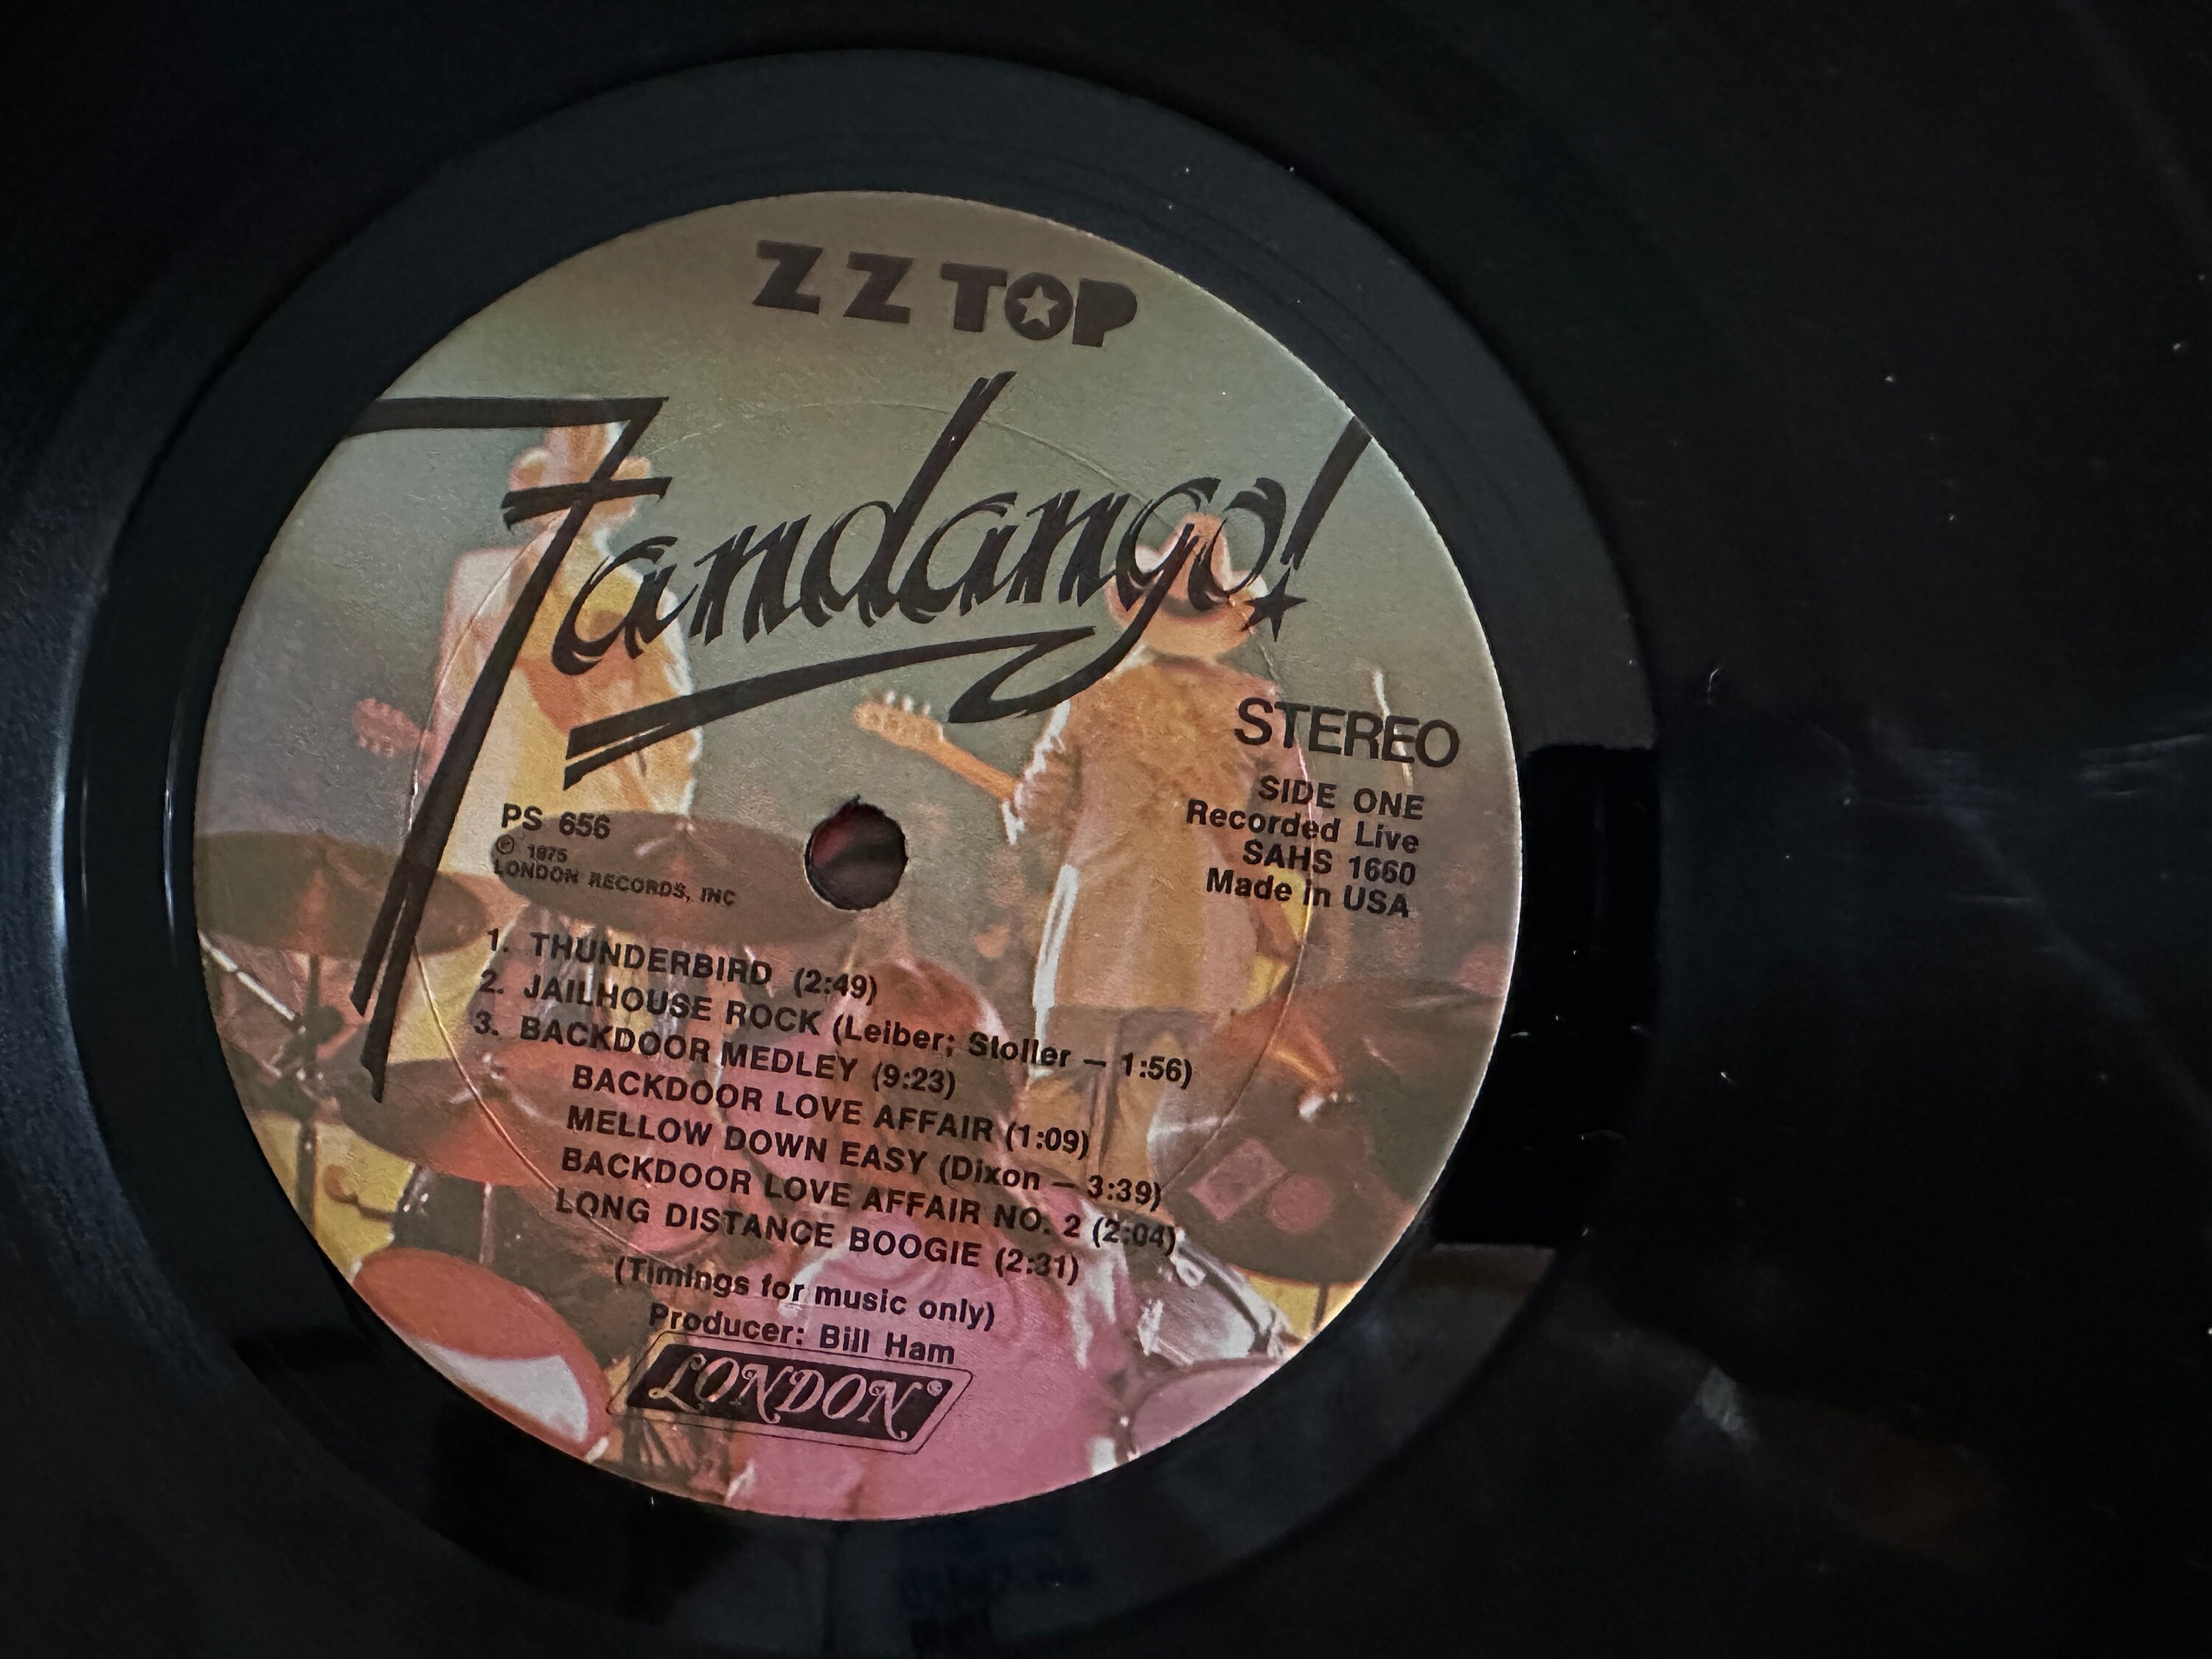 ZZ TOP
Fandango!
STEREO
SIDE ONE
Recorded Live
SAHS 1660
Made in USA
PS 656
℗ 1975
LONDON RECORDS, INC
1. THUNDERBIRD (2:49)
2. JAILHOUSE ROCK (Leiber; Stoller – 1:56)
3. BACKDOOR MEDLEY (9:23)
BACKDOOR LOVE AFFAIR (1:09)
MELLOW DOWN EASY (Dixon – 3:39)
BACKDOOR LOVE AFFAIR NO. 2 (2:04)
LONG DISTANCE BOOGIE (2:31)
(Timings for music only)
Producer: Bill Ham
LONDON®